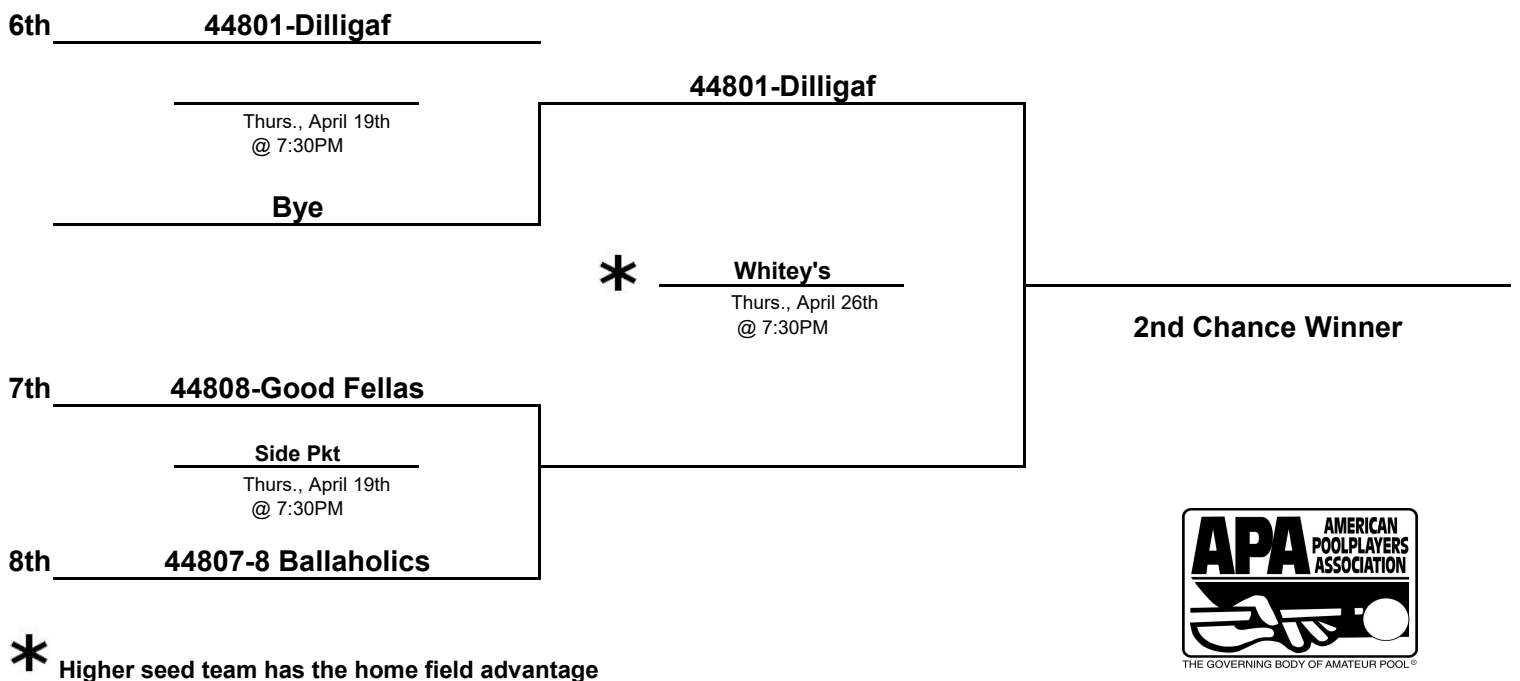 6th 44801-Dilligaf
44801-Dilligaf
Thurs., April 19th
@ 7:30PM
Bye
* Whitey's
Thurs., April 26th
@ 7:30PM
2nd Chance Winner
7th 44808-Good Fellas
Side Pkt
Thurs., April 19th
@ 7:30PM
8th 44807-8 Ballaholics
APA AMERICAN
POOLPLAYERS
ASSOCIATION
THE GOVERNING BODY OF AMATEUR POOL®
* Higher seed team has the home field advantage